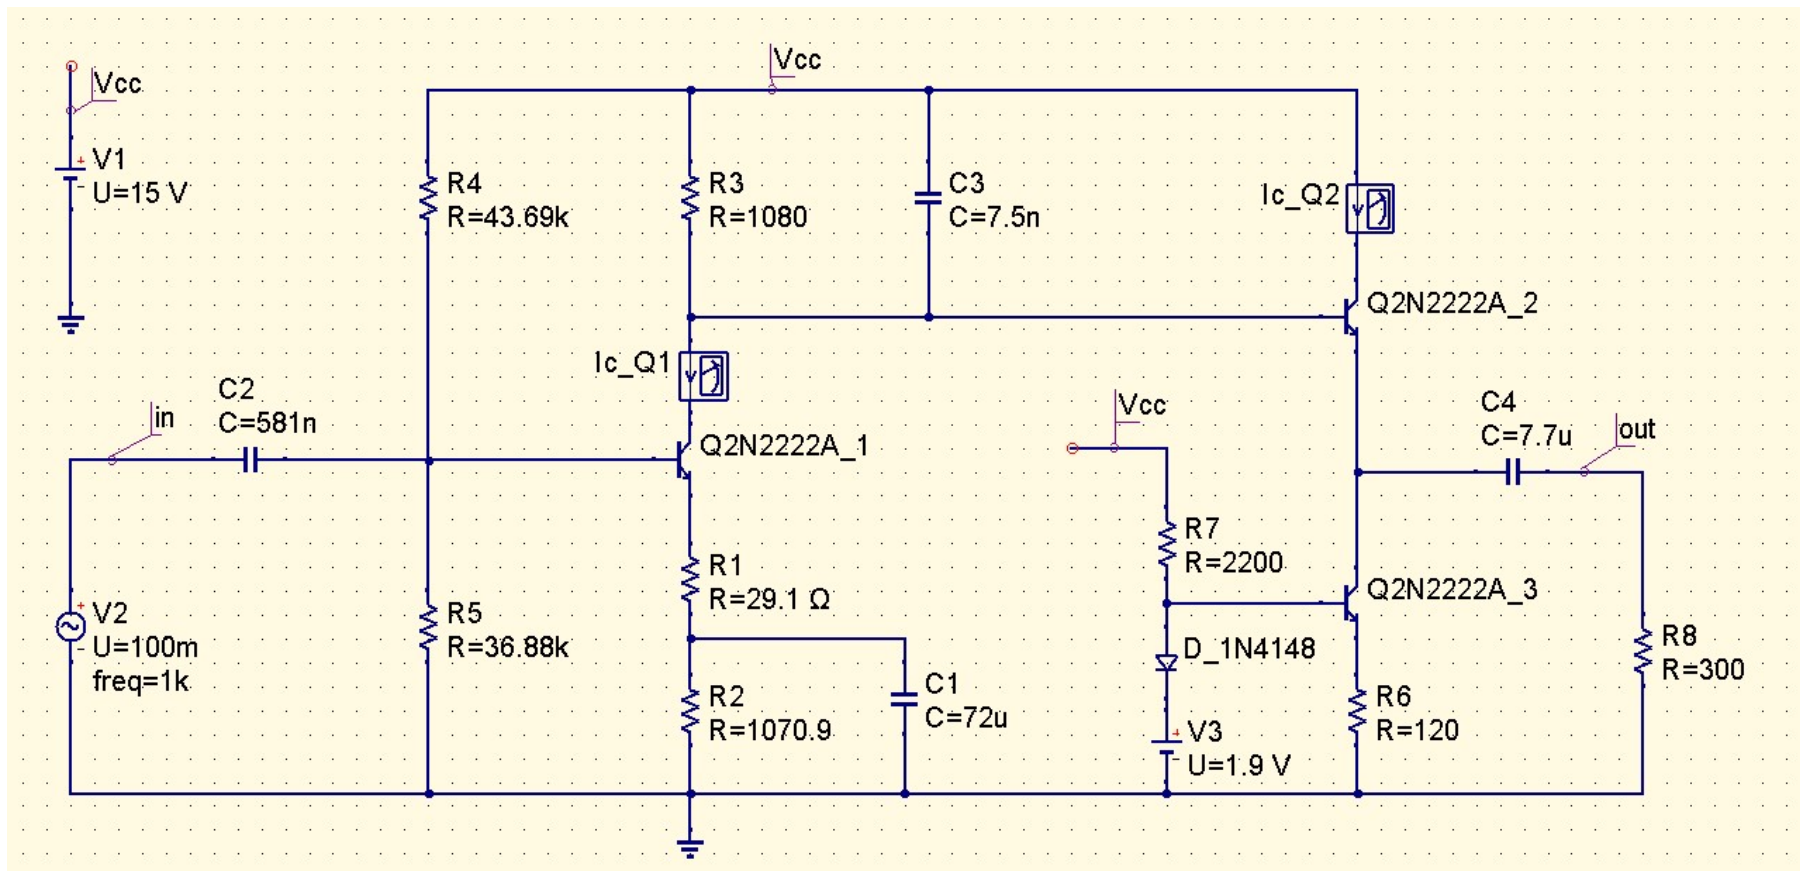 Vcc
V1
U=15 V
R4
R=43.69k
R3
R=1080
Vcc
C3
C=7.5n
Ic_Q2
Q2N2222A_2
Ic_Q1
Q2N2222A_1
in
C2
C=581n
Vcc
C4
C=7.7u
out
R7
R=2200
Q2N2222A_3
R1
R=29.1 Ω
V2
U=100m
freq=1k
R5
R=36.88k
D_1N4148
R8
R=300
R2
R=1070.9
C1
C=72u
V3
U=1.9 V
R6
R=120